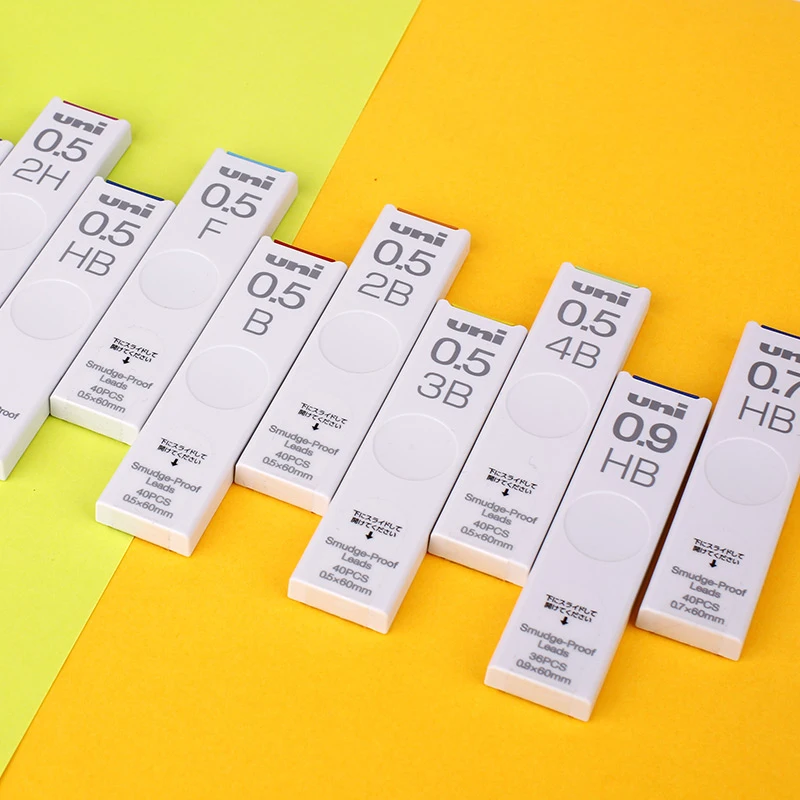 roof
uni
0.5
2H
uni
0.5
HB
下にスライドして
開けてください
Smudge-Proof
Leads
40PCS
0.5×60mm
uni
0.5
F
uni
0.5
B
下にスライドして
開けてください
Smudge-Proof
Leads
40PCS
0.5×60mm
uni
0.5
2B
下にスライドして
開けてください
Smudge-Proof
Leads
40PCS
0.5×60mm
uni
0.5
3B
下にスライドして
開けてください
Smudge-Proof
Leads
40PCS
0.5×60mm
uni
0.5
4B
下にスライドして
開けてください
Smudge-Proof
Leads
40PCS
0.5×60mm
uni
0.9
HB
下にスライドして
開けてください
Smudge-Proof
Leads
36PCS
0.9×60mm
uni
0.7
HB
下にスライドして
開けてください
Smudge-Proof
Leads
40PCS
0.7×60mm